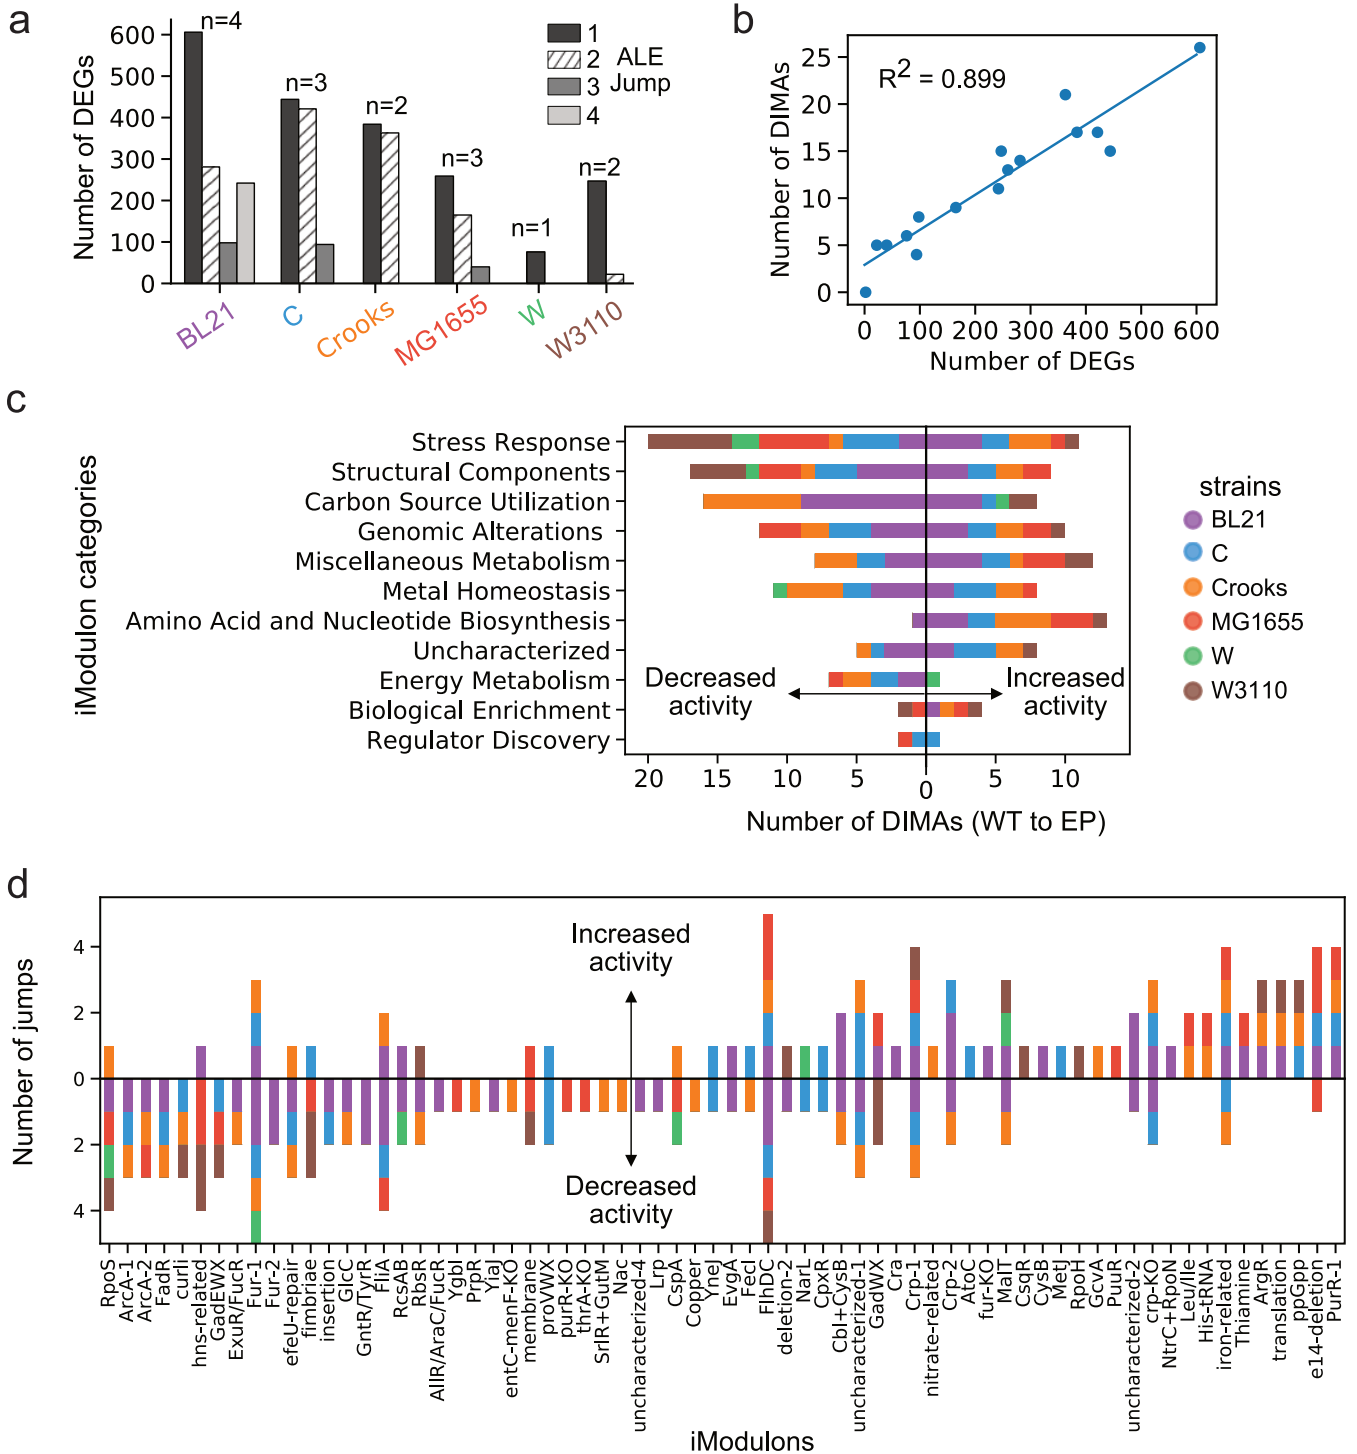 a
Number of DEGs
600
500
400
300
200
100
0
n=4
n=3
n=2
n=3
n=1
n=2
1
2
3
4
ALE
Jump
BL21
C
Crooks
MG1655
W
W3110
b
Number of DIMAs
25
20
15
10
5
0
R² = 0.899
0 100 200 300 400 500 600
Number of DEGs
c
iModulon categories
Stress Response
Structural Components
Carbon Source Utilization
Genomic Alterations
Miscellaneous Metabolism
Metal Homeostasis
Amino Acid and Nucleotide Biosynthesis
Uncharacterized
Energy Metabolism
Biological Enrichment
Regulator Discovery
Decreased
activity
Increased
activity
20 15 10 5 0 5 10
Number of DIMAs (WT to EP)
strains
BL21
C
Crooks
MG1655
W
W3110
d
Number of jumps
4
2
0
2
4
Increased
activity
Decreased
activity
RpoS
ArcA-1
ArcA-2
FadR
curli
hns-related
GadEWX
ExuR/FucR
Fur-1
Fur-2
efeU-repair
fimbriae
insertion
GlcC
GntR/TyrR
FliA
RcsAB
RbsR
AllR/AraC/FucR
YgbI
PrpR
YiaJ
entC-menF-KO
membrane
proVWX
purR-KO
thrA-KO
SrlR+GutM
Nac
uncharacterized-4
Lrp
CspA
Copper
YneJ
EvgA
FecI
FlhDC
deletion-2
NarL
CpxR
Cbl+CysB
uncharacterized-1
GadWX
Cra
Crp-1
nitrate-related
Crp-2
AtoC
fur-KO
MalT
CsqR
CysB
MetJ
RpoH
GcvA
PuuR
uncharacterized-2
crp-KO
NtrC+RpoN
Leu/Ile
His-tRNA
iron-related
Thiamine
ArgR
translation
ppGpp
e14-deletion
PurR-1
iModulons